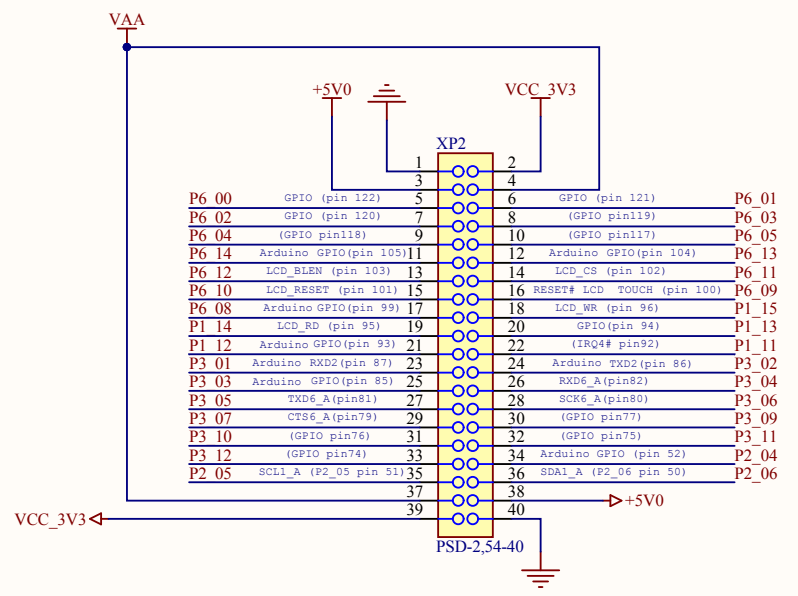 VAA
+5V0
VCC_3V3
XP2
1 2
3 4
P6_00 GPIO (pin 122) 5 6 GPIO (pin 121) P6_01
P6_02 GPIO (pin 120) 7 8 (GPIO pin119) P6_03
P6_04 (GPIO pin118) 9 10 (GPIO pin117) P6_05
P6_14 Arduino GPIO(pin 105) 11 12 Arduino GPIO(pin 104) P6_13
P6_12 LCD_BLEN (pin 103) 13 14 LCD_CS (pin 102) P6_11
P6_10 LCD_RESET (pin 101) 15 16 RESET# LCD TOUCH (pin 100) P6_09
P6_08 Arduino GPIO(pin 99) 17 18 LCD_WR (pin 96) P1_15
P1_14 LCD_RD (pin 95) 19 20 GPIO(pin 94) P1_13
P1_12 Arduino GPIO(pin 93) 21 22 (IRQ4# pin92) P1_11
P3_01 Arduino RXD2(pin 87) 23 24 Arduino TXD2(pin 86) P3_02
P3_03 Arduino GPIO(pin 85) 25 26 RXD6_A(pin82) P3_04
P3_05 TXD6_A(pin81) 27 28 SCK6_A(pin80) P3_06
P3_07 CTS6_A(pin79) 29 30 (GPIO pin77) P3_09
P3_10 (GPIO pin76) 31 32 (GPIO pin75) P3_11
P3_12 (GPIO pin74) 33 34 Arduino GPIO (pin 52) P2_04
P2_05 SCL1_A (P2_05 pin 51) 35 36 SDA1_A (P2_06 pin 50) P2_06
37 38 +5V0
VCC_3V3 39 40
PSD-2,54-40